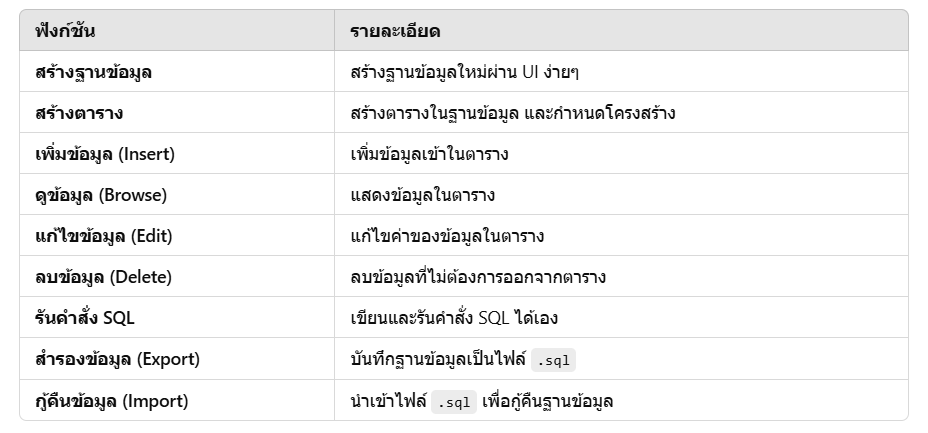 ฟังก์ชัน รายละเอียด
สร้างฐานข้อมูล สร้างฐานข้อมูลใหม่ผ่าน UI ง่ายๆ
สร้างตาราง สร้างตารางในฐานข้อมูล และกำหนดโครงสร้าง
เพิ่มข้อมูล (Insert) เพิ่มข้อมูลเข้าในตาราง
ดูข้อมูล (Browse) แสดงข้อมูลในตาราง
แก้ไขข้อมูล (Edit) แก้ไขค่าของข้อมูลในตาราง
ลบข้อมูล (Delete) ลบข้อมูลที่ไม่ต้องการออกจากตาราง
รันคำสั่ง SQL เขียนและรันคำสั่ง SQL ได้เอง
สำรองข้อมูล (Export) บันทึกฐานข้อมูลเป็นไฟล์ .sql
กู้คืนข้อมูล (Import) นำเข้าไฟล์ .sql เพื่อกู้คืนฐานข้อมูล